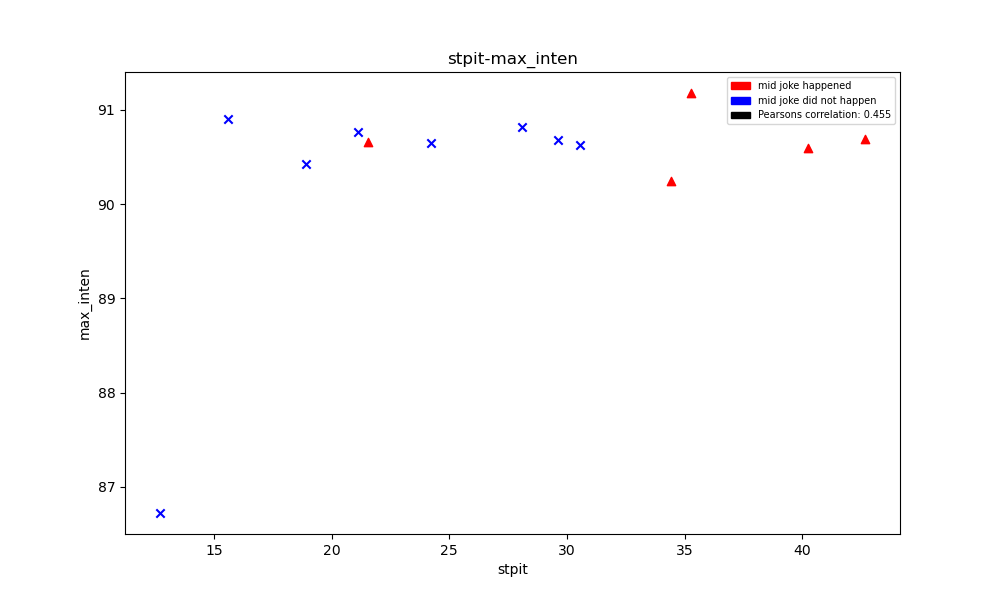 stpit-max_inten
mid joke happened
mid joke did not happen
Pearsons correlation: 0.455
max_inten
91
90
89
88
87
15 20 25 30 35 40
stpit